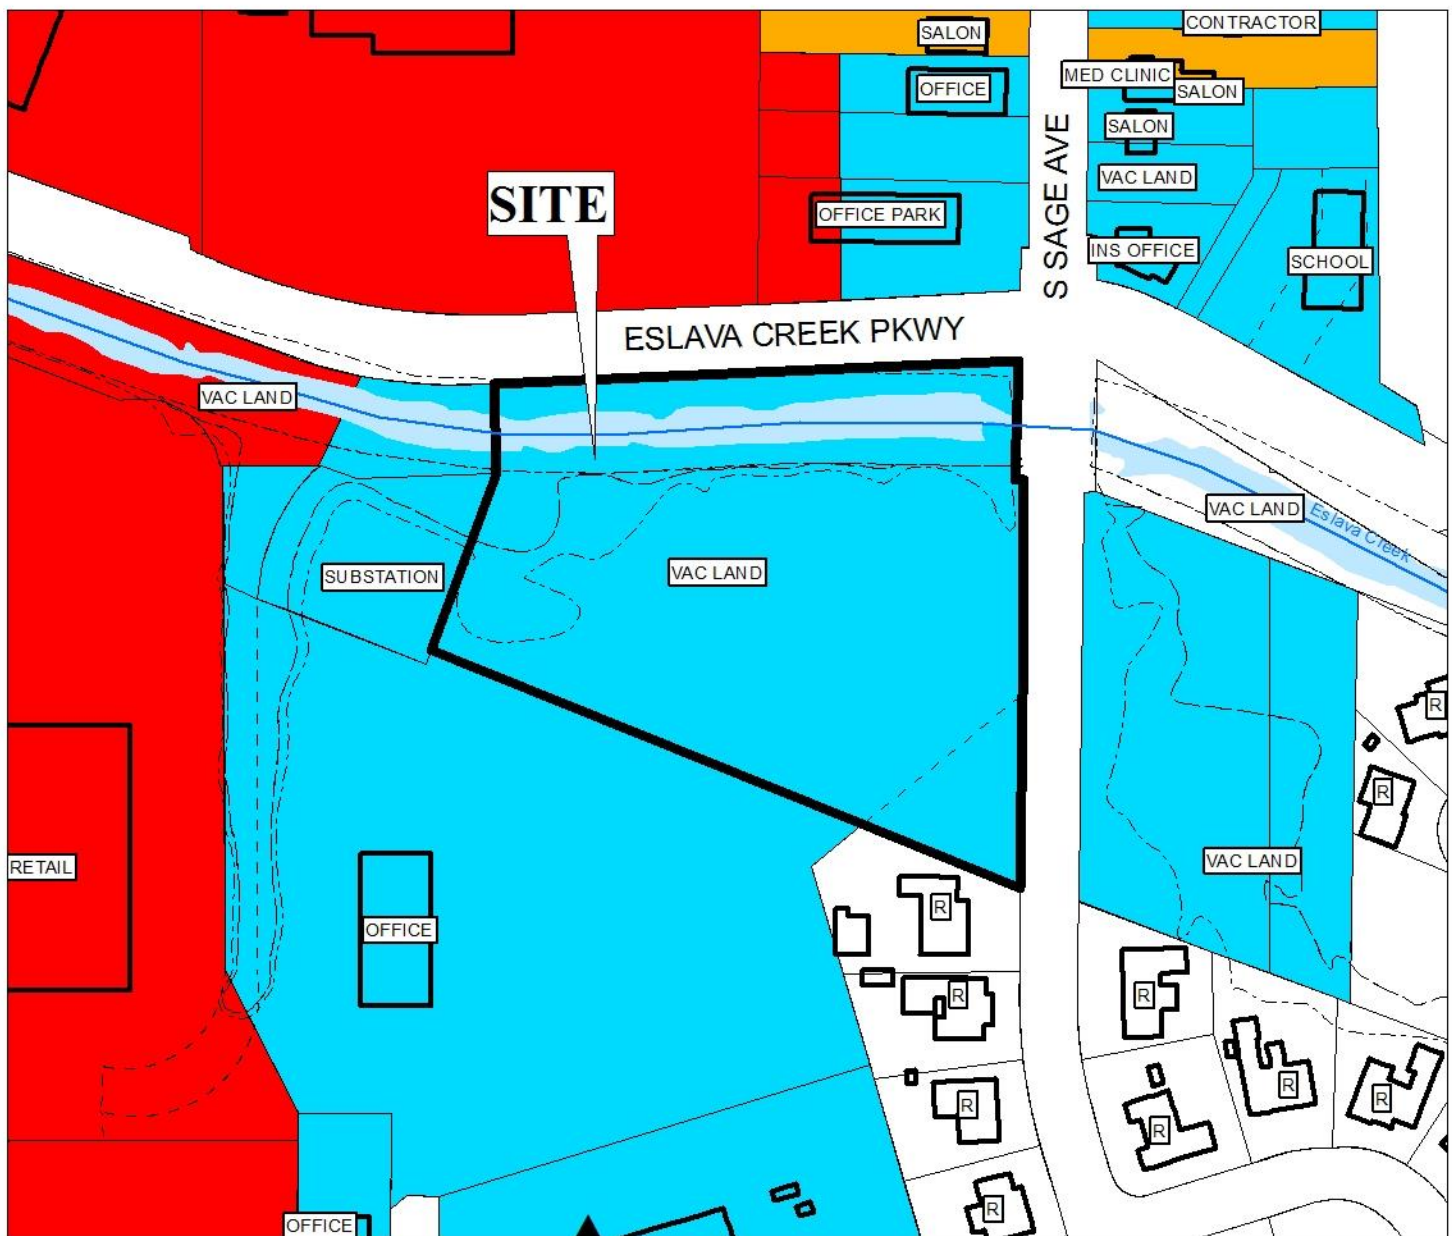 CONTRACTOR
SALON
MED CLINIC
OFFICE
SALON
SALON
VAC LAND
SITE
OFFICE PARK
S SAGE AVE
INS OFFICE
SCHOOL
ESLAVA CREEK PKWY
VAC LAND
VAC LAND
Eslava Creek
SUBSTATION
VAC LAND
R
R
RETAIL
VAC LAND
R
OFFICE
R
R
R
R
R
R
R
OFFICE